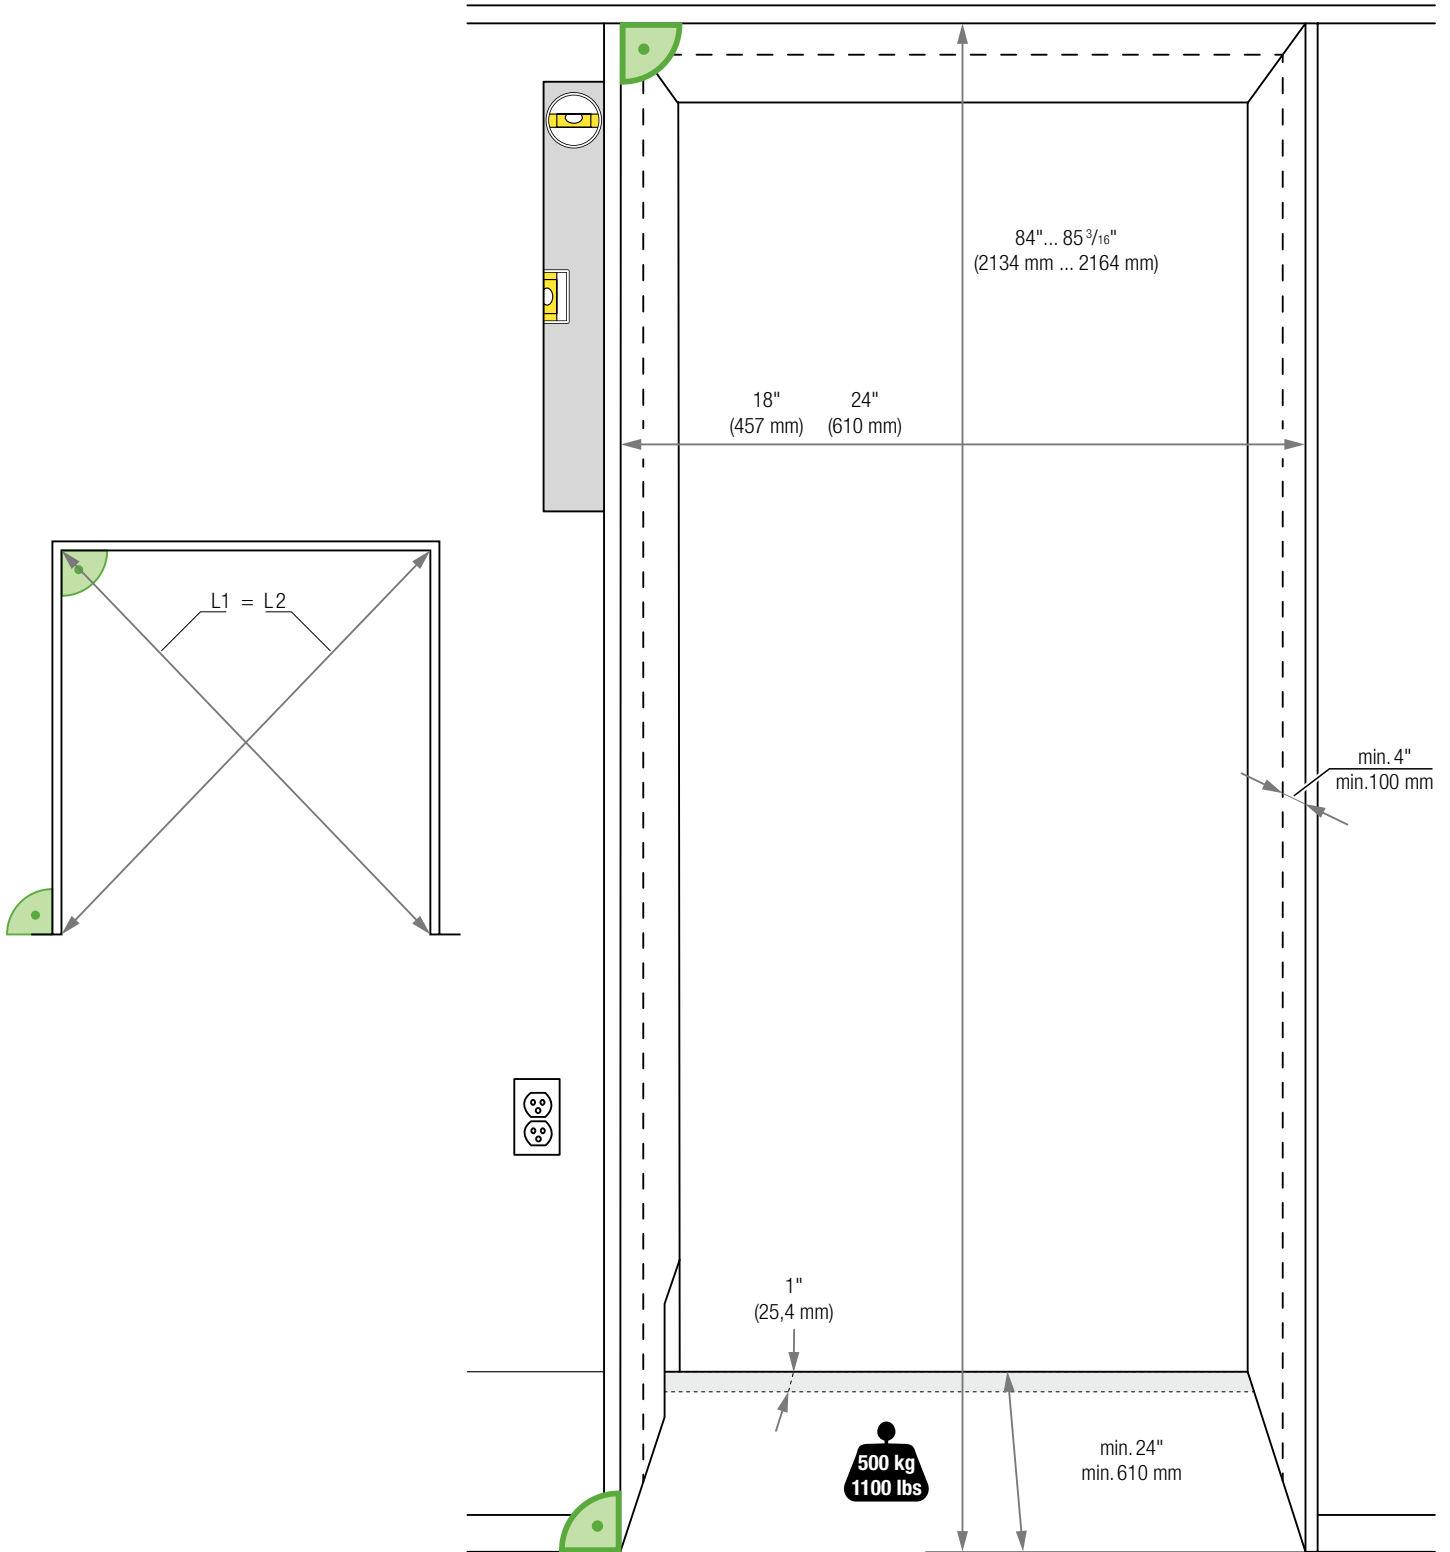 84"... 85 3/16"
(2134 mm ... 2164 mm)
18" 24"
(457 mm) (610 mm)
L1 = L2
min. 4"
min.100 mm
1"
(25,4 mm)
500 kg
1100 lbs
min. 24"
min. 610 mm